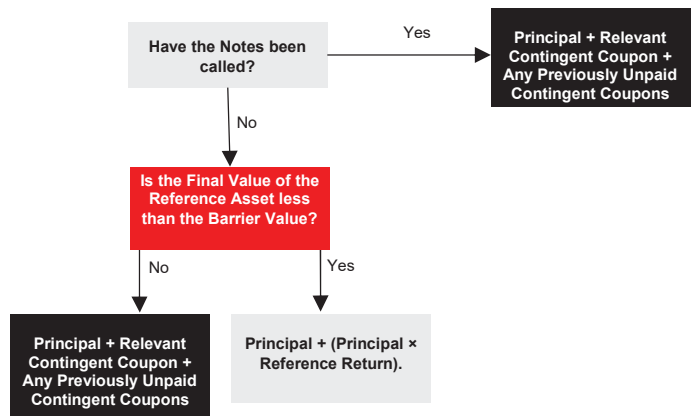 Have the Notes been
called?
Yes
Principal + Relevant
Contingent Coupon +
Any Previously Unpaid
Contingent Coupons
No
Is the Final Value of the
Reference Asset less
than the Barrier Value?
No
Yes
Principal + Relevant
Contingent Coupon +
Any Previously Unpaid
Contingent Coupons
Principal + (Principal ×
Reference Return).